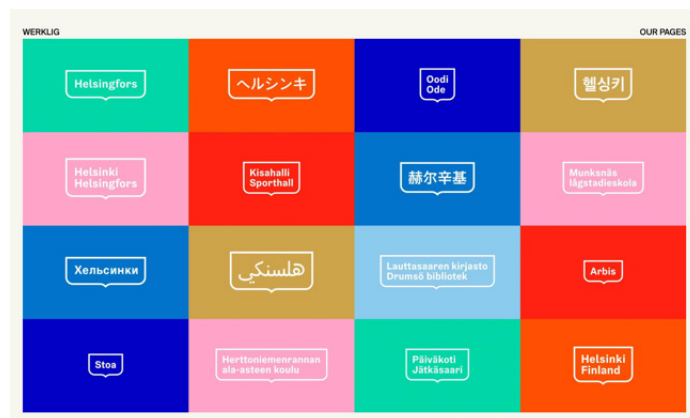 WERKLIG
OUR PAGES
Helsingfors
ヘルシンキ
Oodi
Ode
헬싱키
Helsinki
Helsingfors
Kisahalli
Sporthall
赫尔辛基
Munksnäs
lågstadieskola
Хельсинки
هلسنكي
Lauttasaaren kirjasto
Drumsö bibliotek
Arbis
Stoa
Herttoniemenrannan
ala-asteen koulu
Päiväkoti
Jätkäsaari
Helsinki
Finland